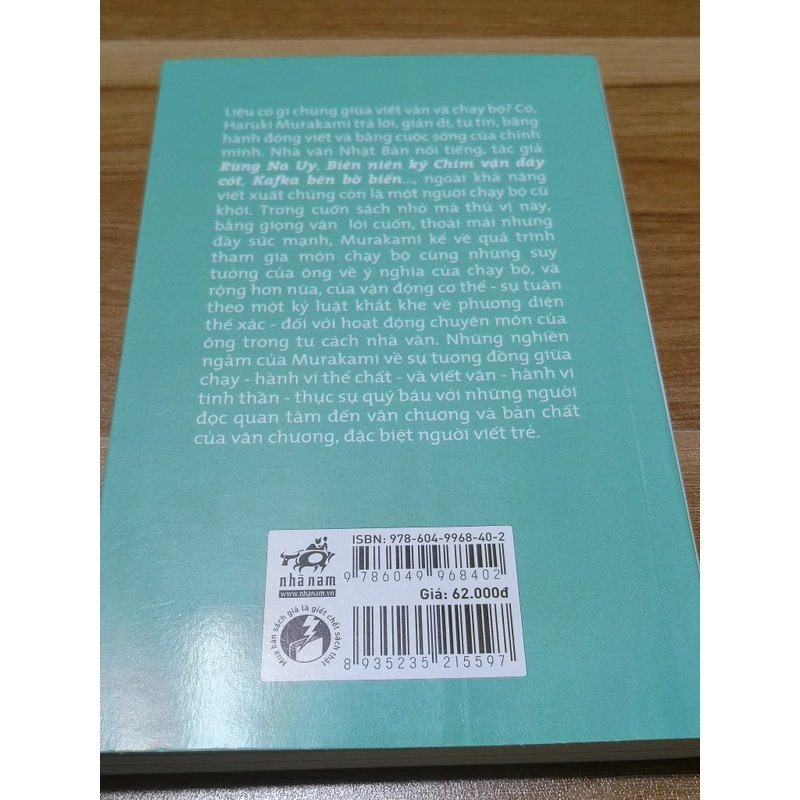 Liệu có gì chung giữa viết văn và chạy bộ? Có,
Haruki Murakami trả lời, giản dị, tự tin, bằng
hành động viết và bằng cuộc sống của chính
mình. Nhà văn Nhật Bản nổi tiếng, tác giả
Rừng Na Uy, Biên niên ký Chim vặn dây
cót, Kafka bên bờ biển..., ngoài khả năng
viết xuất chúng còn là một người chạy bộ cừ
khôi. Trong cuốn sách nhỏ mà thú vị này,
bằng giọng văn lôi cuốn, thoải mái nhưng
đầy sức mạnh, Murakami kể về quá trình
tham gia môn chạy bộ cùng những suy
tưởng của ông về ý nghĩa của chạy bộ, và
rộng hơn nữa, của vận động cơ thể - sự tuân
theo một kỷ luật khắt khe về phương diện
thể xác - đối với hoạt động chuyên môn của
ông trong tư cách nhà văn. Những nghiền
ngẫm của Murakami về sự tương đồng giữa
chạy - hành vi thể chất - và viết văn - hành vi
tinh thần - thực sự quý báu với những người
đọc quan tâm đến văn chương và bản chất
của văn chương, đặc biệt người viết trẻ.
ISBN: 978-604-9968-40-2
nhã nam
www.nhanam.vn
9 786049 968402
Giá: 62.000đ
Mua bán sách giả là giết chết sách thật
8 935235 215597